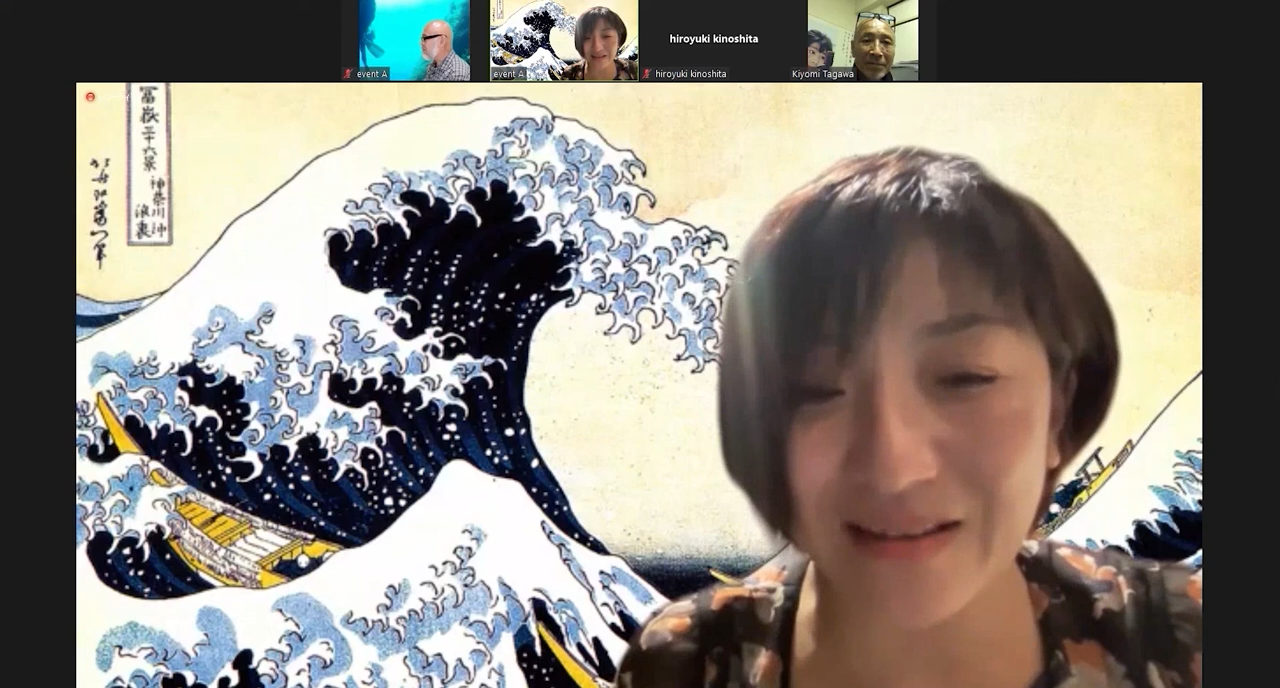 event A
event A
hiroyuki kinoshita
hiroyuki kinoshita
Kiyomi Tagawa
冨嶽三十六景
神奈川沖
浪裏